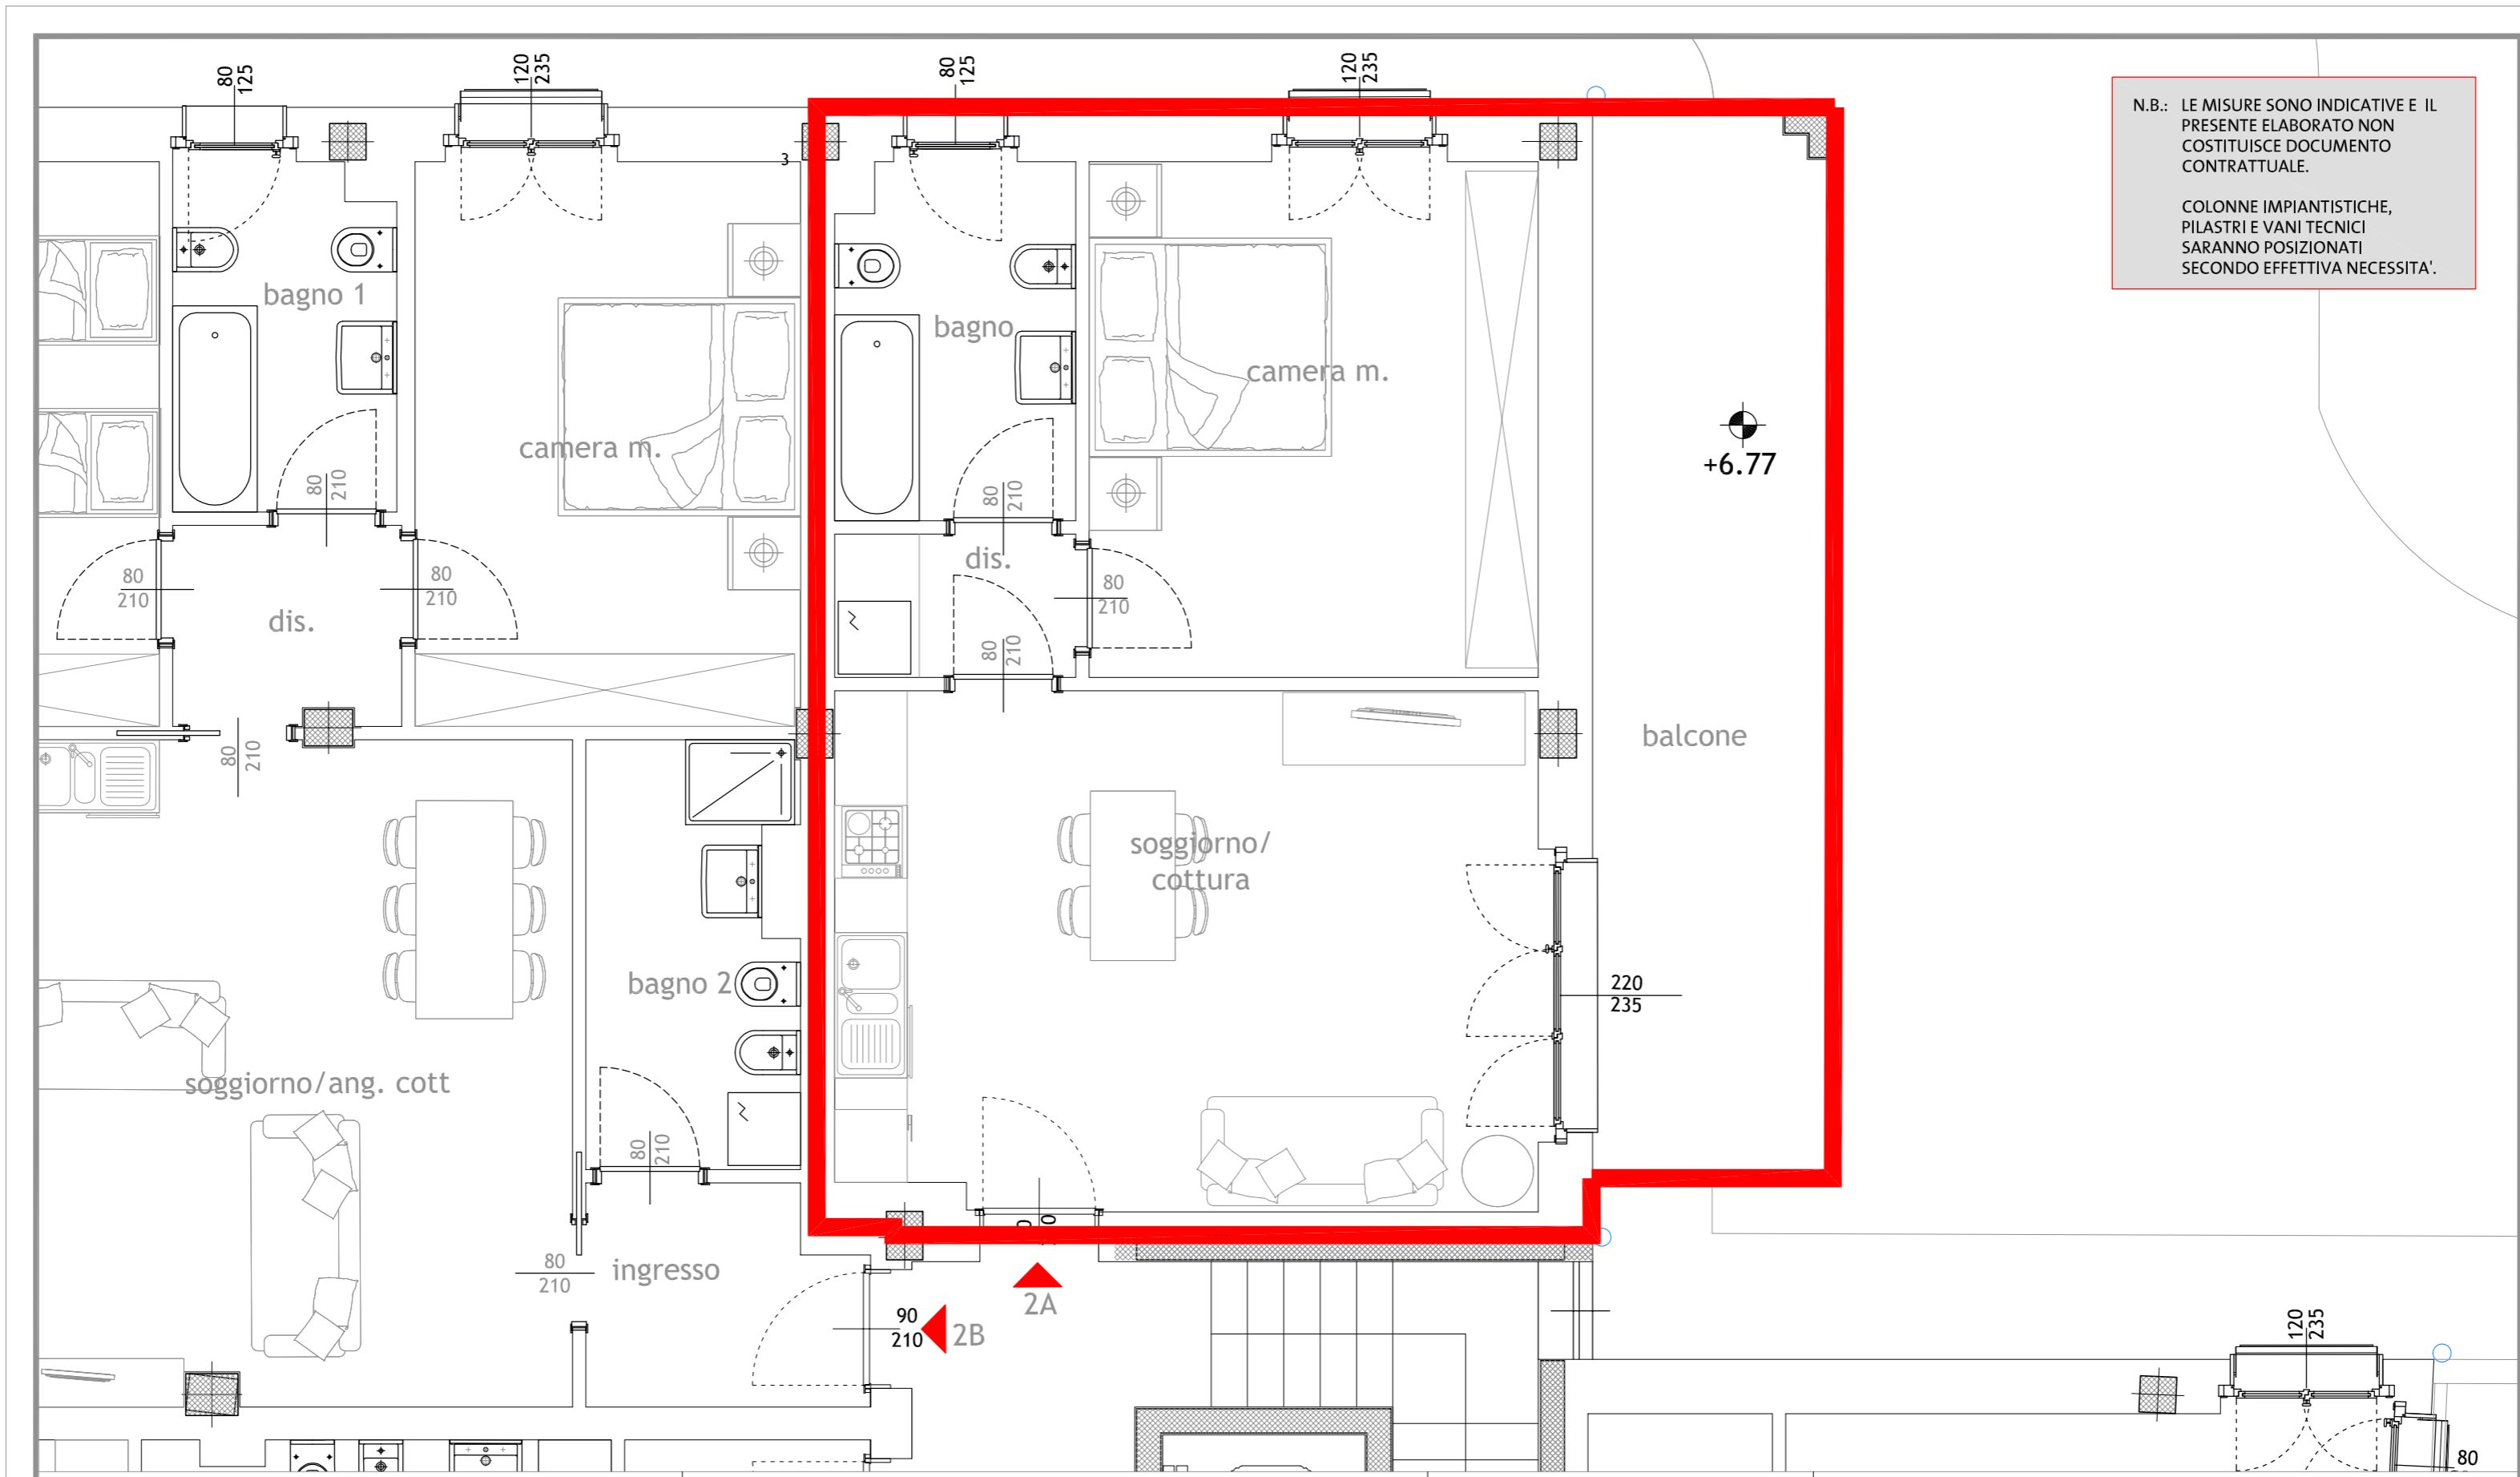 80
125
120
235
80
125
120
235
N.B.: LE MISURE SONO INDICATIVE E IL
PRESENTE ELABORATO NON
COSTITUISCE DOCUMENTO
CONTRATTUALE.
COLONNE IMPIANTISTICHE,
PILASTRI E VANI TECNICI
SARANNO POSIZIONATI
SECONDO EFFETTIVA NECESSITA'.
3
bagno 1
bagno
camera m.
camera m.
+6.77
80
210
80
210
dis.
80
210
80
210
80
210
dis.
80
210
80
210
balcone
soggiorno/
cottura
bagno 2
220
235
soggiorno/ang. cott
80
210
ingresso
80
210
2A
90
210
2B
120
235
80